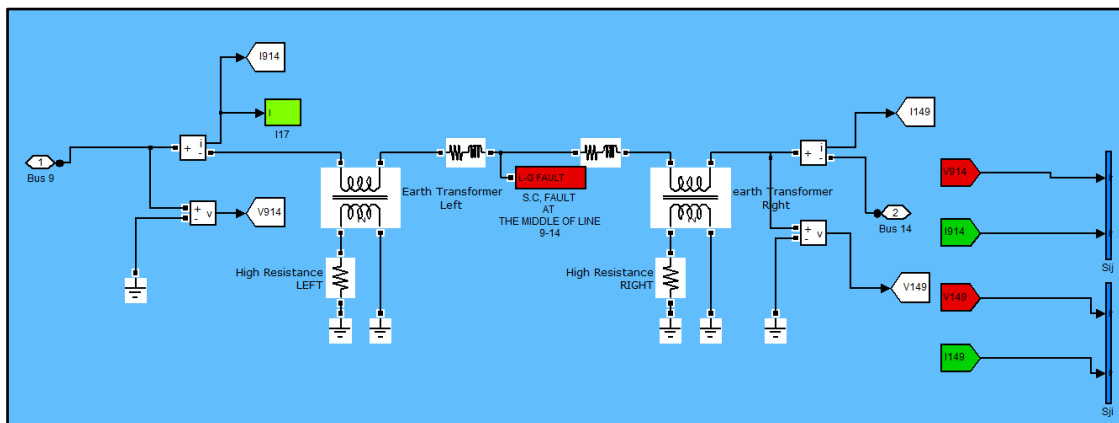 I914
I
I17
+
i
-
1
Bus 9
+
v
-
V914
Earth Transformer
Left
2
High Resistance
LEFT
L-G FAULT
S.C, FAULT
AT
THE MIDDLE OF LINE
9-14
earth Transformer
Right
2
High Resistance
RIGHT
I149
+
i
-
2
Bus 14
+
v
-
V149
V914
I914
Sij
V149
I149
Sji